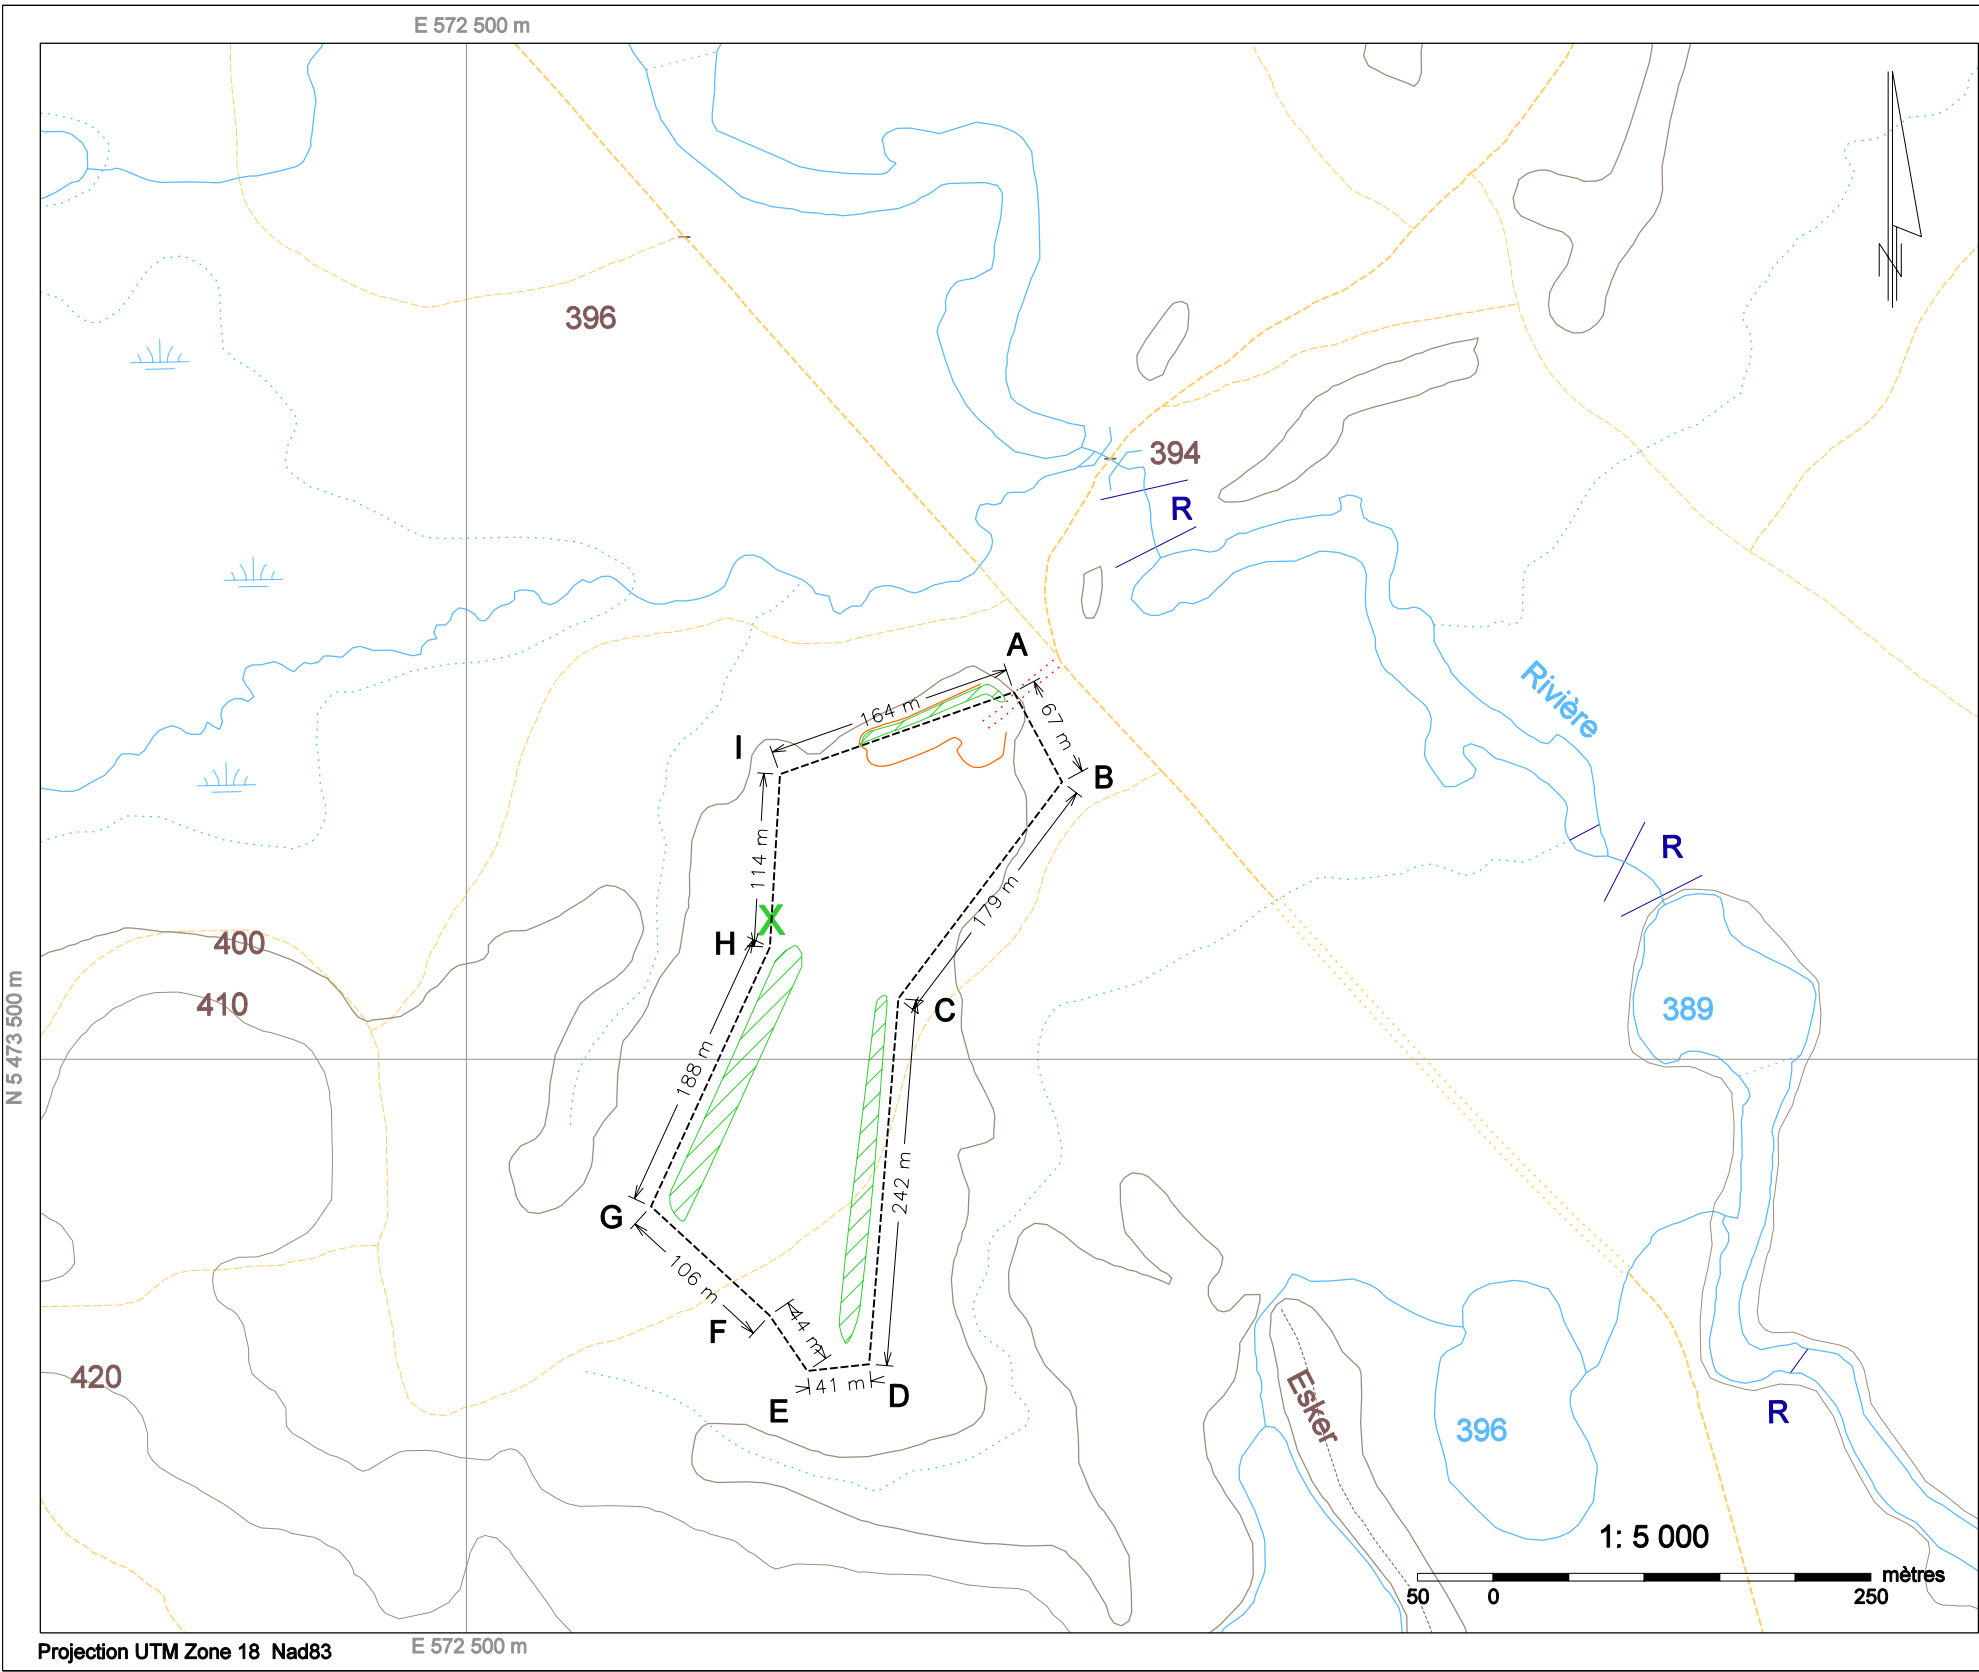 E 572 500 m
396
394
R
A
Rivière
164 m
67 m
I
B
R
114 m
179 m
400
H
410
C
389
N 5 473 500 m
188 m
242 m
G
106 m
F
44 m
420
41 m
D
E
Esker
R
396
X
N
1: 5 000
mètres
50 0 250
E 572 500 m
Projection UTM Zone 18 Nad83